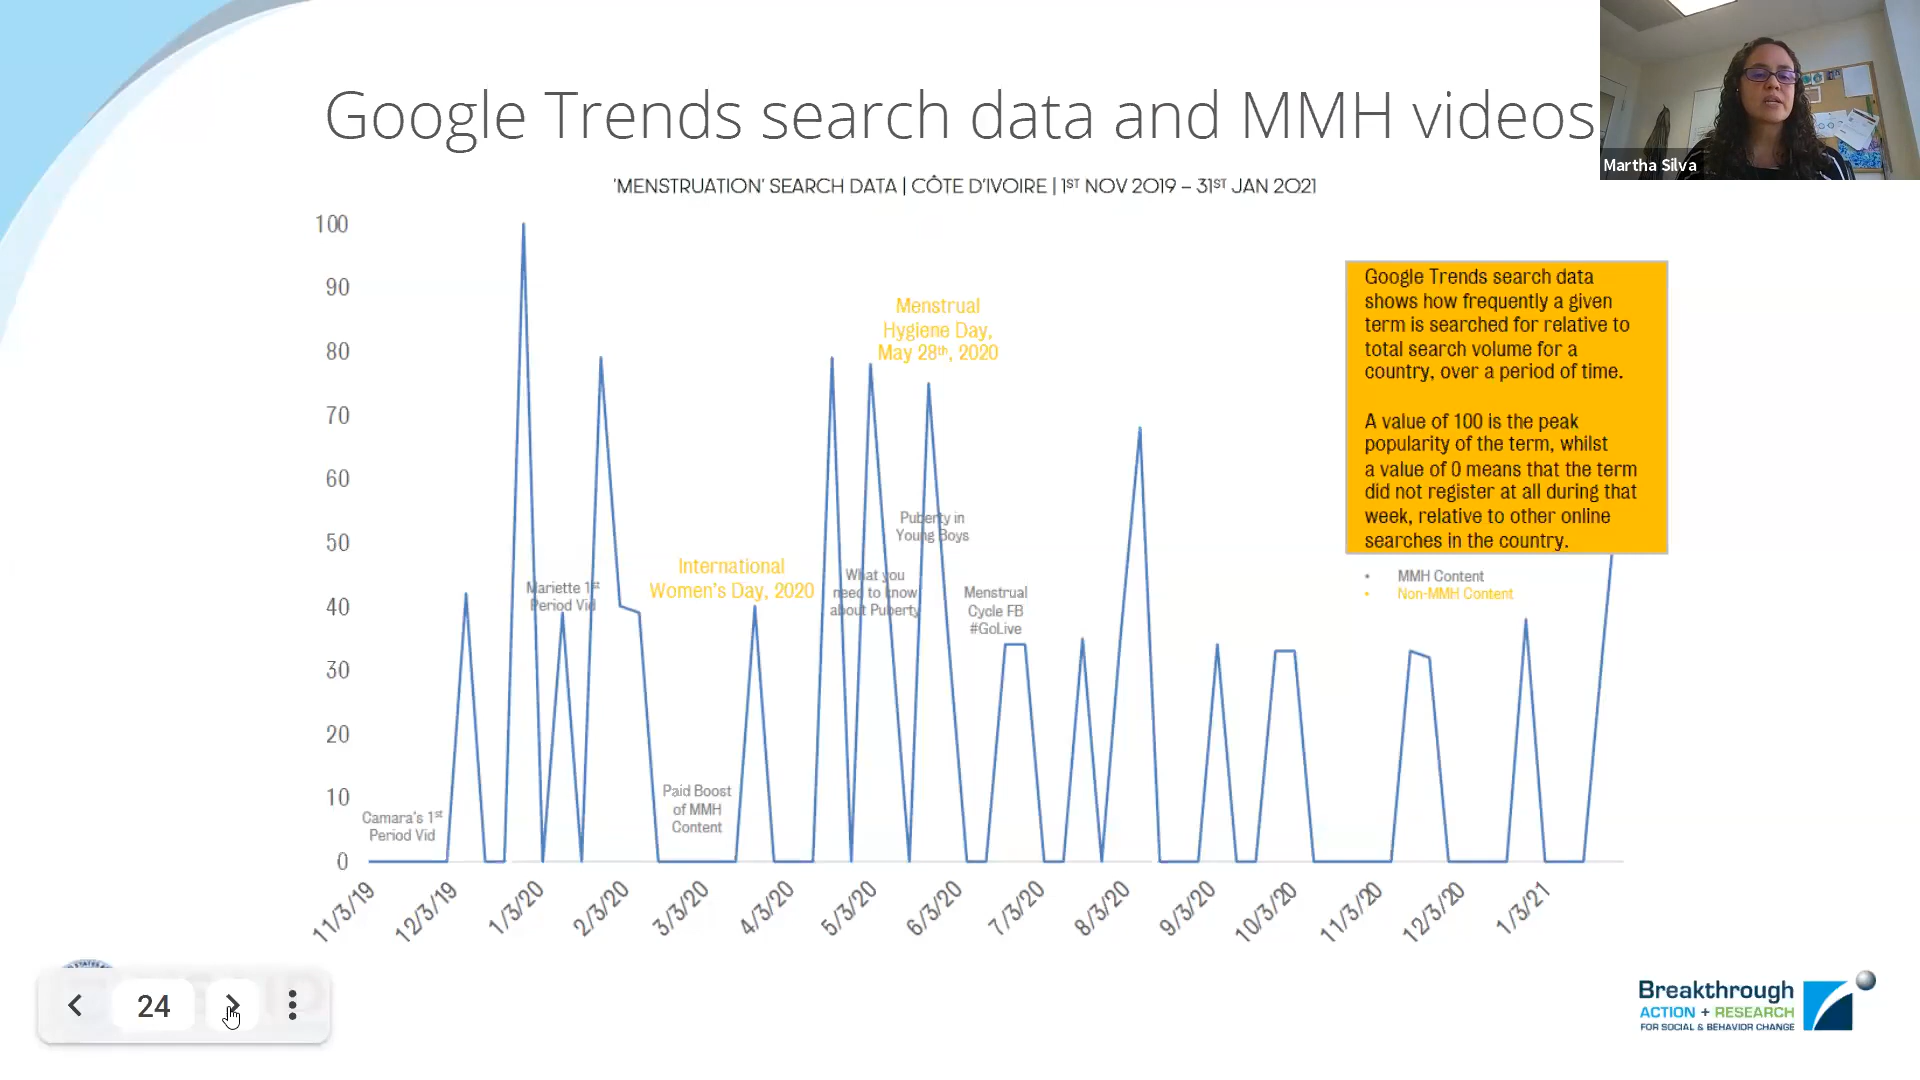 Google Trends search data and MMH videos
Martha Silva
'MENSTRUATION' SEARCH DATA | CÔTE D'IVOIRE | 1ST NOV 2019 – 31ST JAN 2021
100
90
80
70
60
50
40
30
20
10
0
Menstrual
Hygiene Day,
May 28th, 2020
Google Trends search data
shows how frequently a given
term is searched for relative to
total search volume for a
country, over a period of time.
A value of 100 is the peak
popularity of the term, whilst
a value of 0 means that the term
did not register at all during that
week, relative to other online
searches in the country.
Puberty in
Young Boys
International
Women's Day, 2020
What you
need to know
about Puberty
Mariette 1st
Period Vid
Menstrual
Cycle FB
#GoLive
• MMH Content
• Non-MMH Content
Paid Boost
of MMH
Content
Camara's 1st
Period Vid
11/3/19
12/3/19
1/3/20
2/3/20
3/3/20
4/3/20
5/3/20
6/3/20
7/3/20
8/3/20
9/3/20
10/3/20
11/3/20
12/3/20
1/3/21
24
Breakthrough
ACTION + RESEARCH
FOR SOCIAL & BEHAVIOR CHANGE